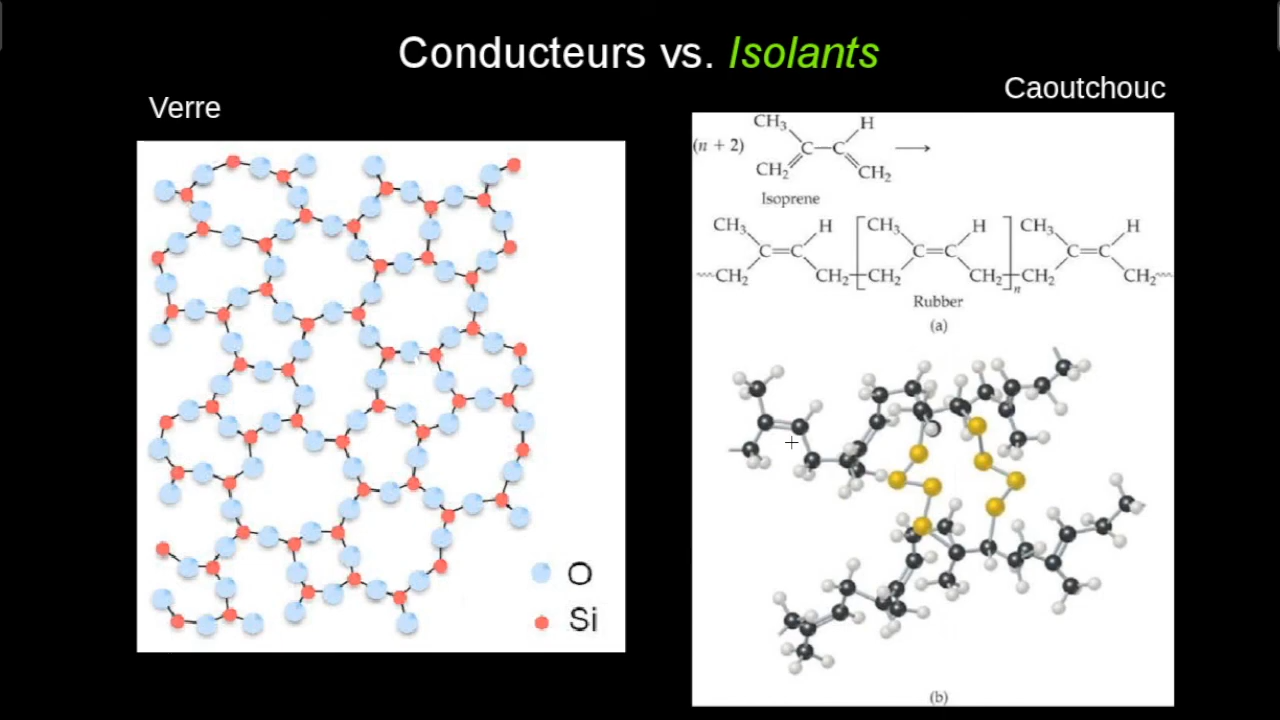 Conducteurs vs. Isolants
Verre
Caoutchouc
O
Si
(n + 2)
CH₃
H
C—C
CH₂
CH₂
Isoprene
CH₃
H
CH₃
H
CH₃
H
C=C
C=C
C=C
CH₂
CH₂
CH₂
CH₂
n
CH₂
CH₂
Rubber
(a)
(b)